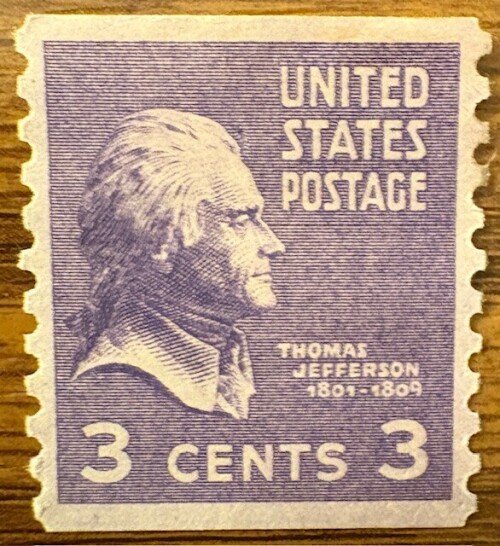 UNITED
STATES
POSTAGE
THOMAS
JEFFERSON
1801-1809
3 CENTS 3